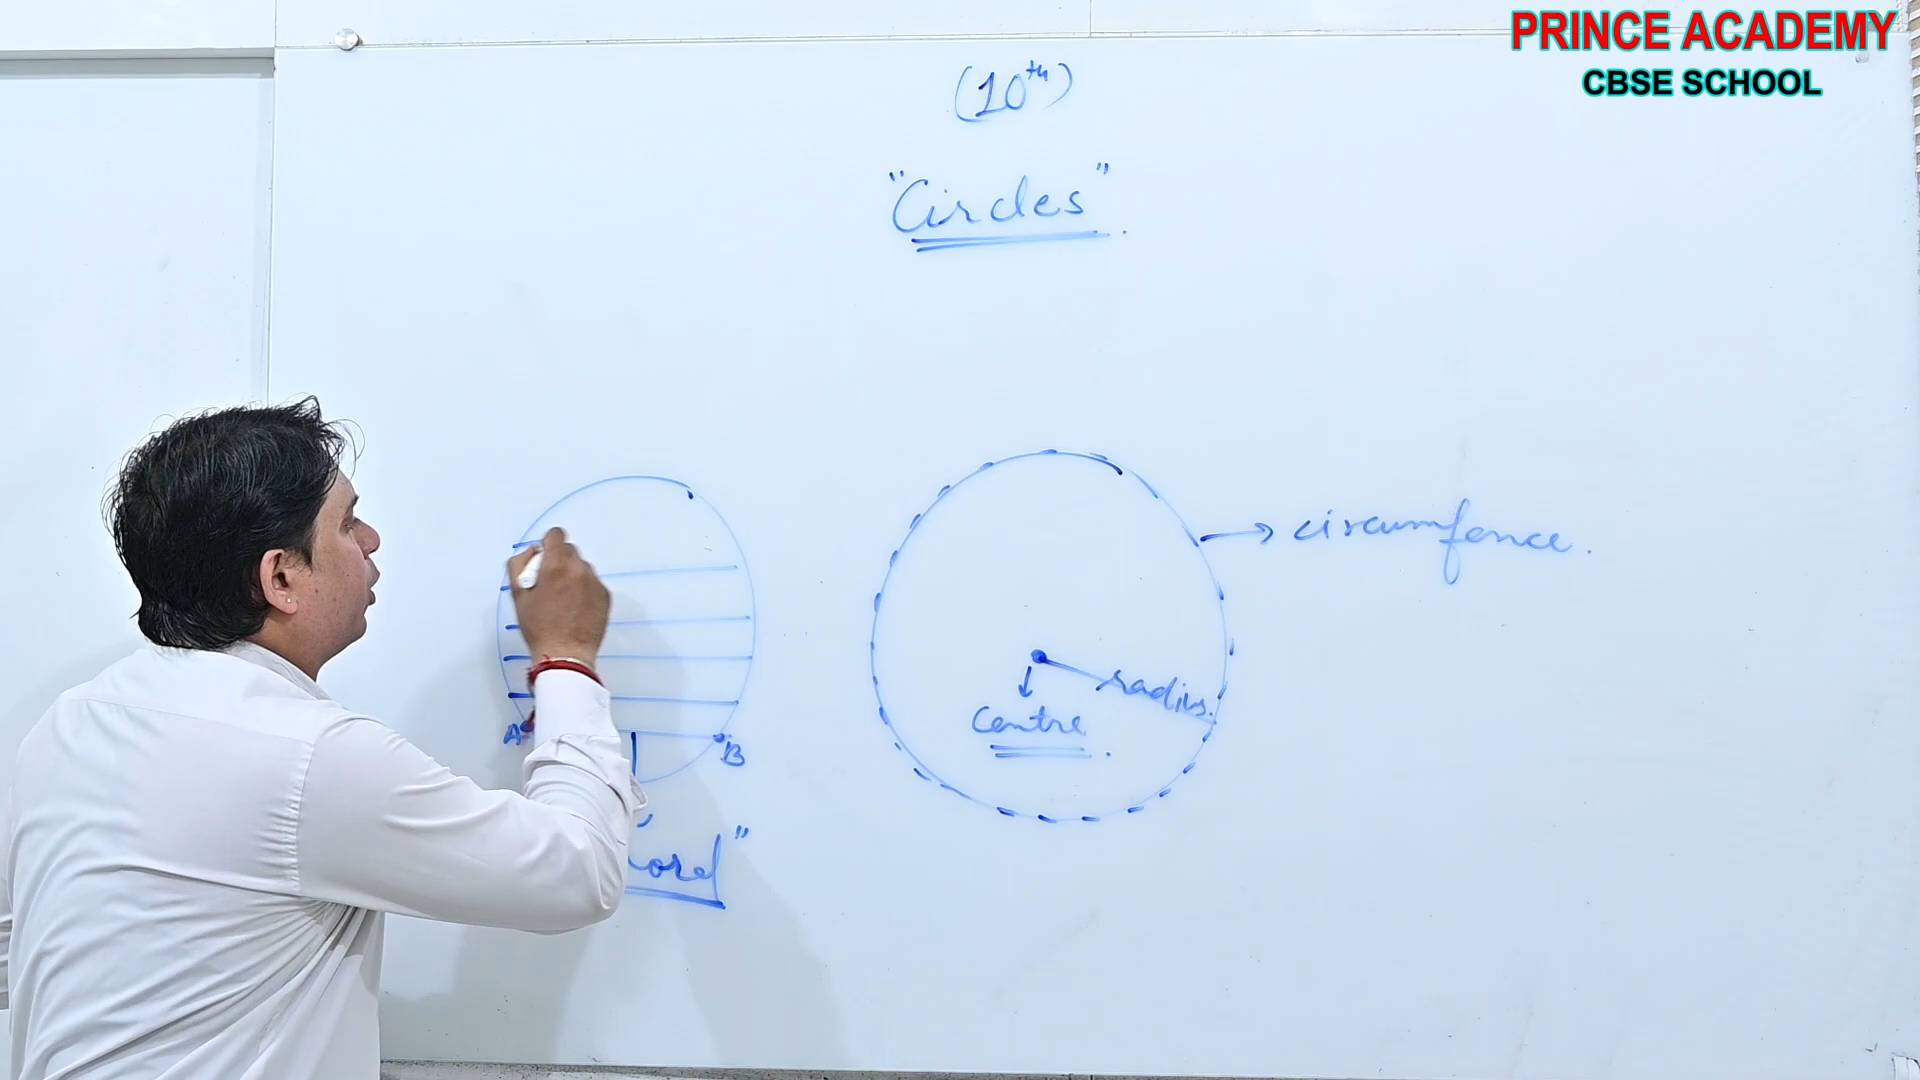 PRINCE ACADEMY
CBSE SCHOOL
(10th)
"Circles".
circumfence.
radius.
Centre.
A
B